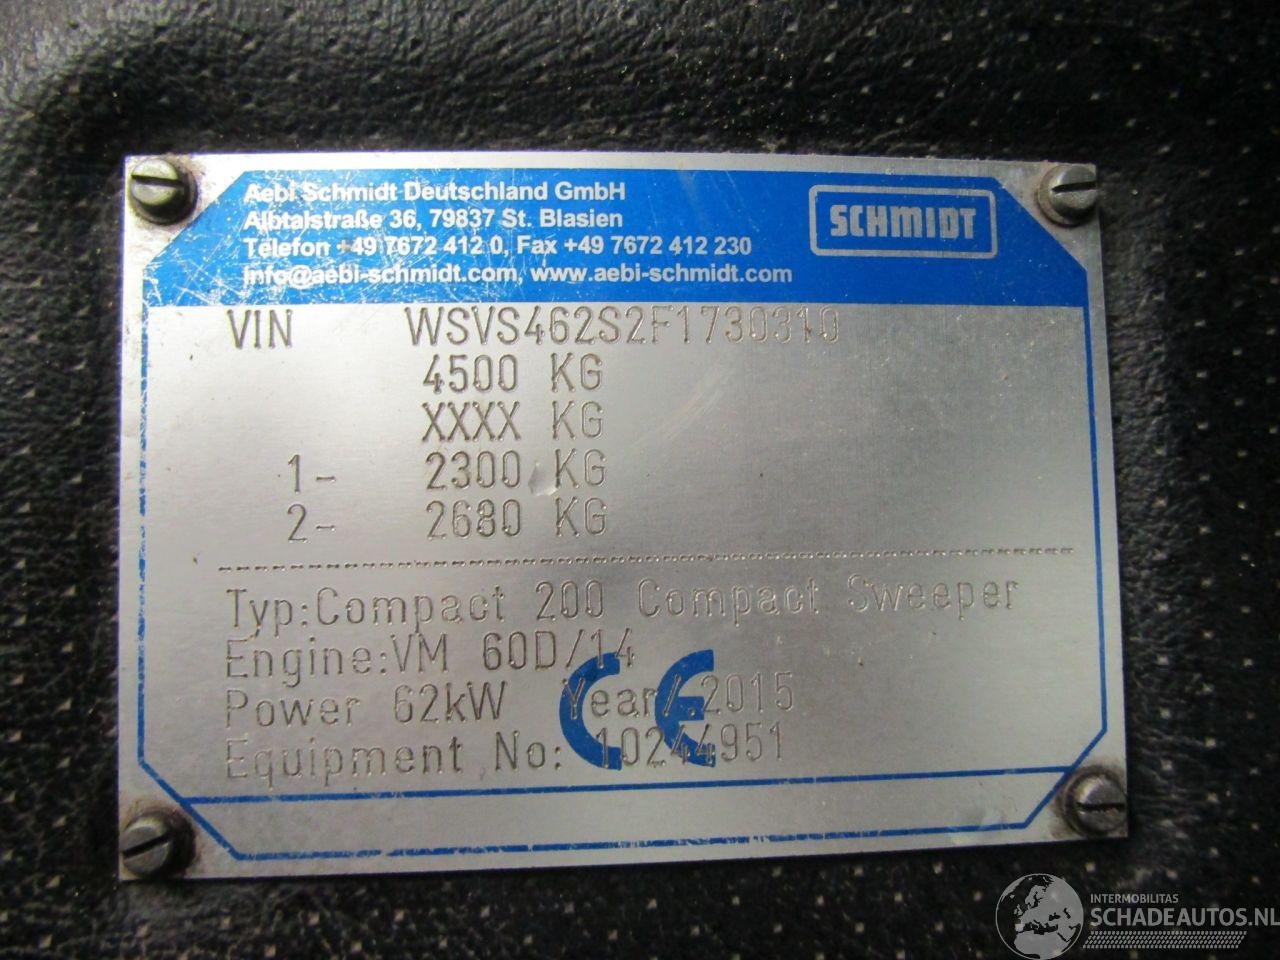 Aebi Schmidt Deutschland GmbH
Albtalstraße 36, 79837 St. Blasien
Telefon +49 7672 412 0, Fax +49 7672 412 230
info@aebi-schmidt.com, www.aebi-schmidt.com
SCHMIDT
VIN WSVS462S2F1730310
4500 KG
XXXX KG
1- 2300 KG
2- 2680 KG
Typ:Compact 200 Compact Sweeper
Engine:VM 60D/14
Power 62kW Year/.2015
Equipment No: 10244951
CE
INTERMOBILITAS
SCHADEAUTOS.NL